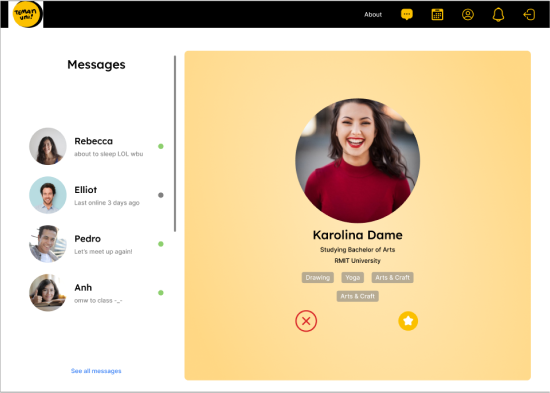 TEMAN
UNI!
About
Messages
Rebecca
about to sleep LOL wbu
Elliot
Last online 3 days ago
Pedro
Let's meet up again!
Anh
omw to class -_-
See all messages
Karolina Dame
Studying Bachelor of Arts
RMIT University
Drawing Yoga Arts & Craft
Arts & Craft